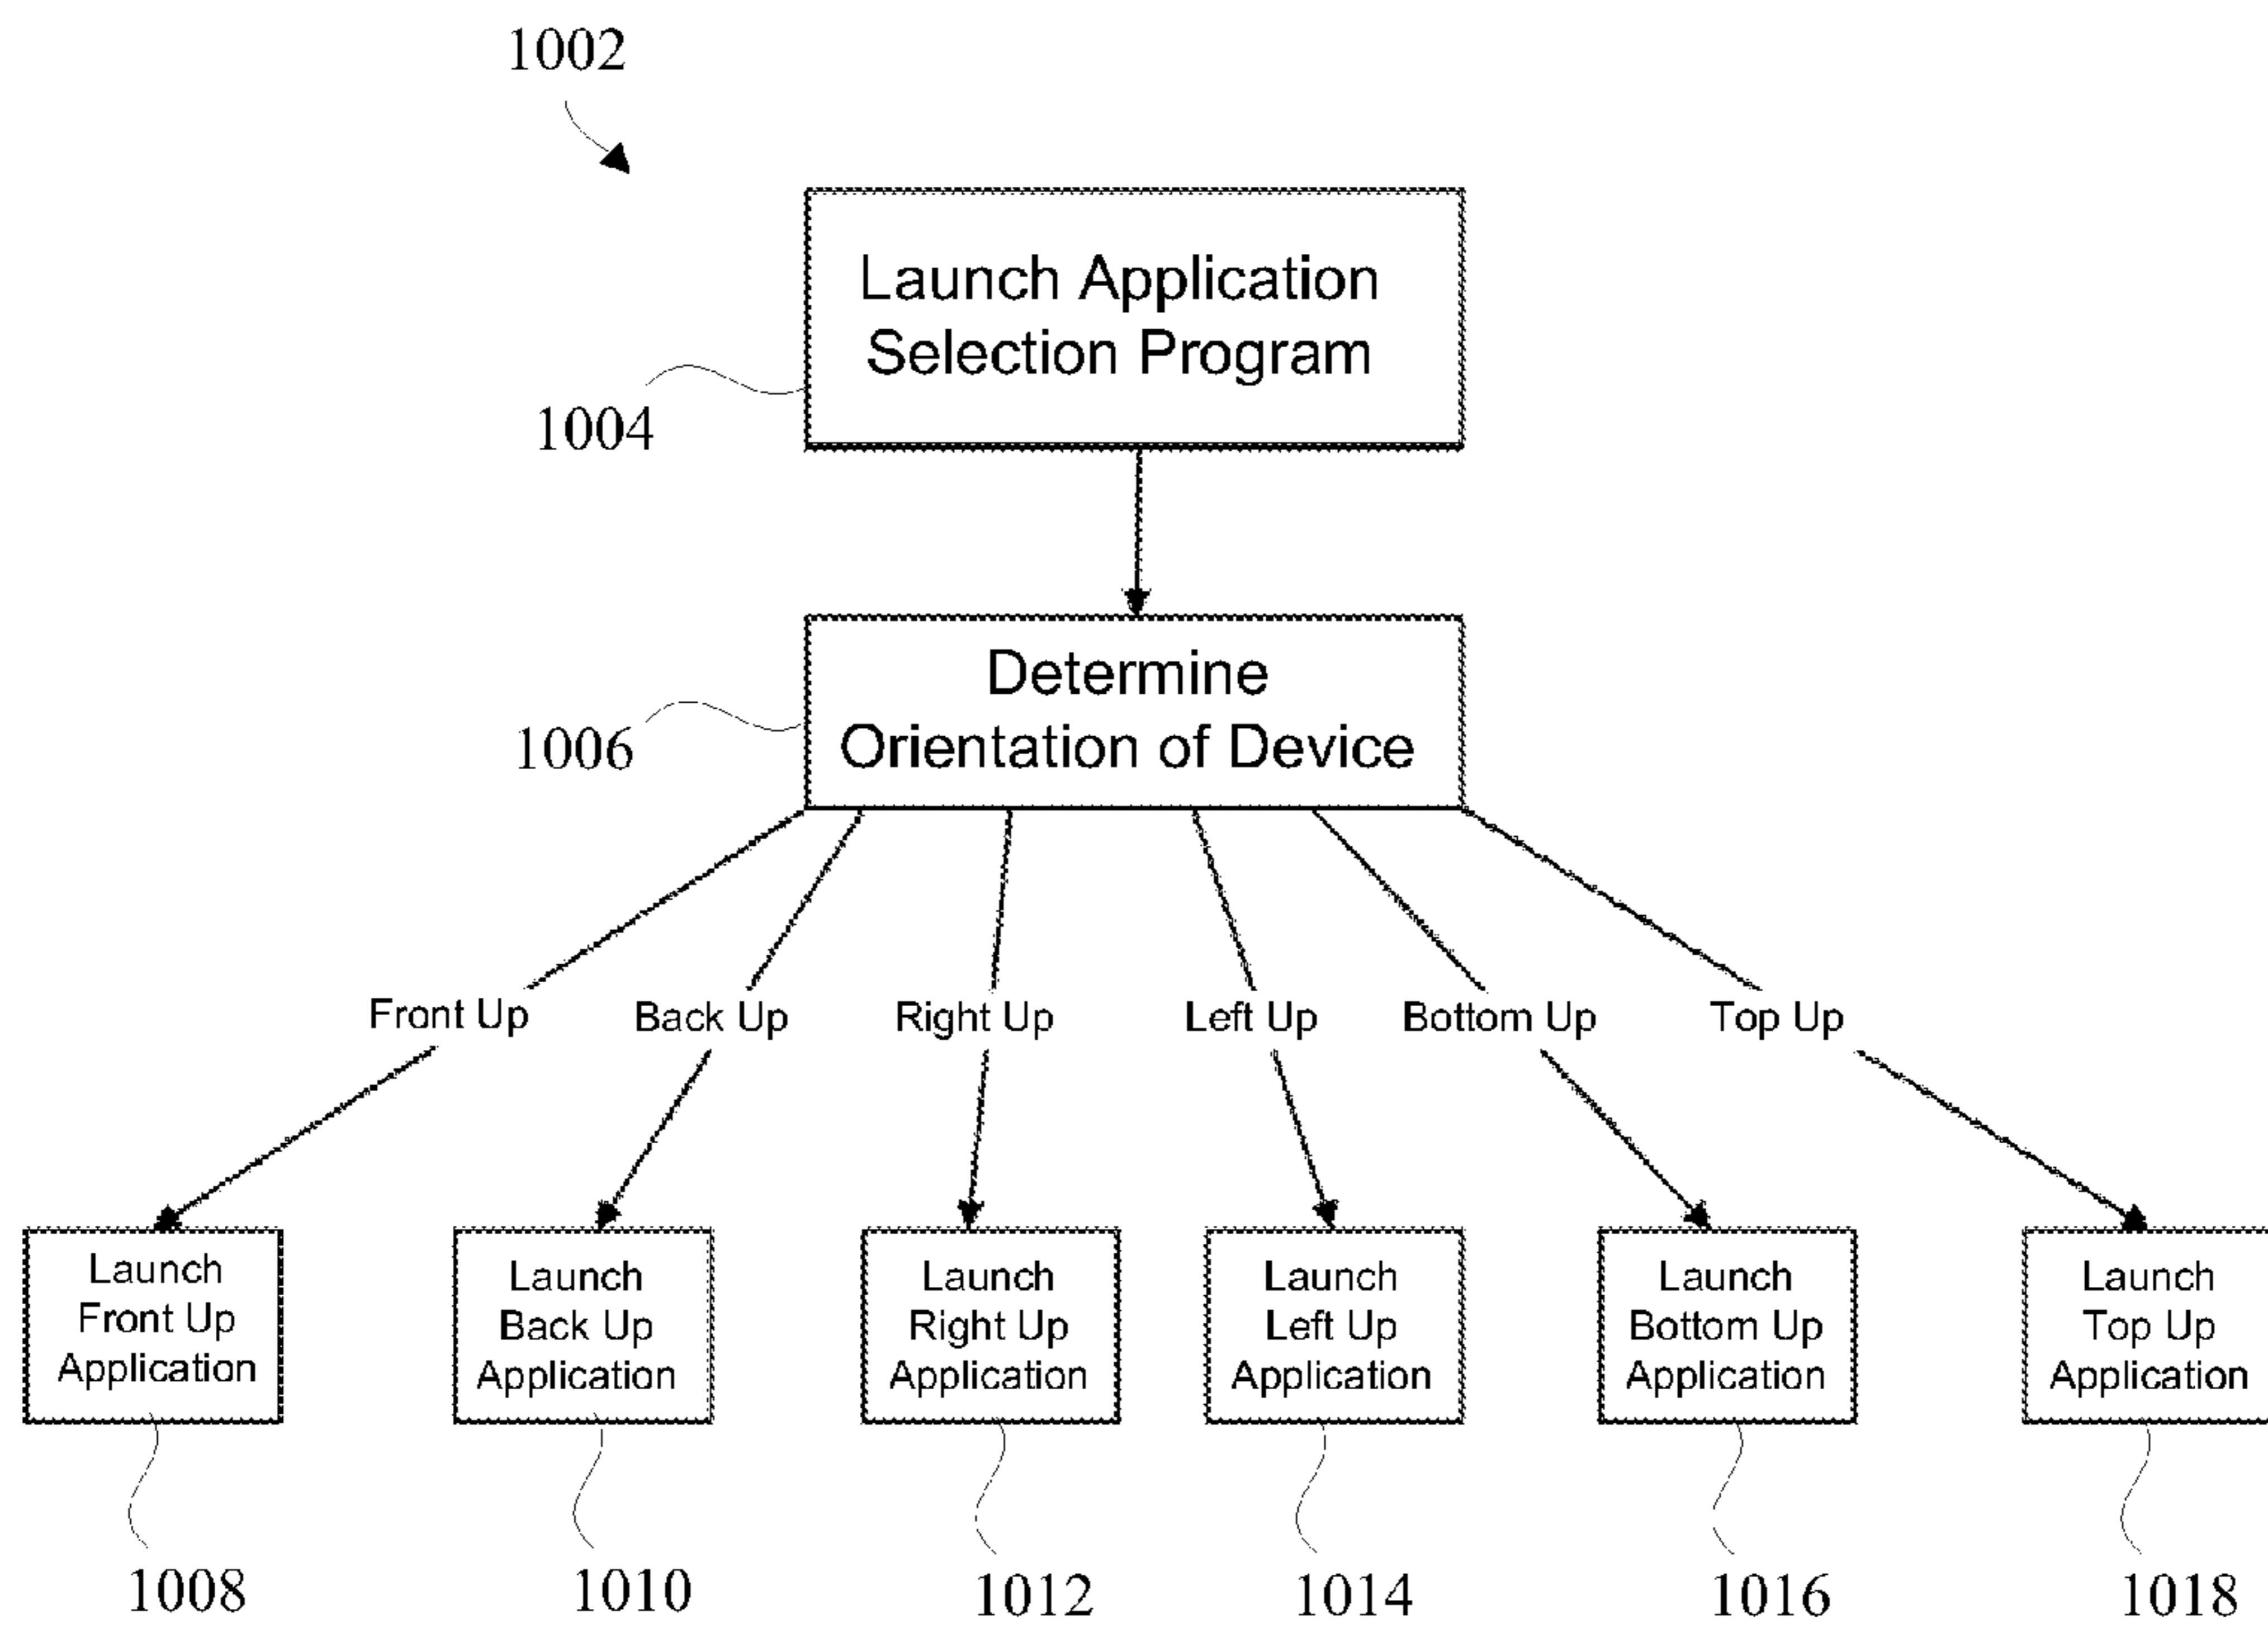 1002
Launch Application
Selection Program
1004
Determine
Orientation of Device
1006
Front Up
Back Up
Right Up
Left Up
Bottom Up
Top Up
Launch
Front Up
Application
Launch
Back Up
Application
Launch
Right Up
Application
Launch
Left Up
Application
Launch
Bottom Up
Application
Launch
Top Up
Application
1008
1010
1012
1014
1016
1018